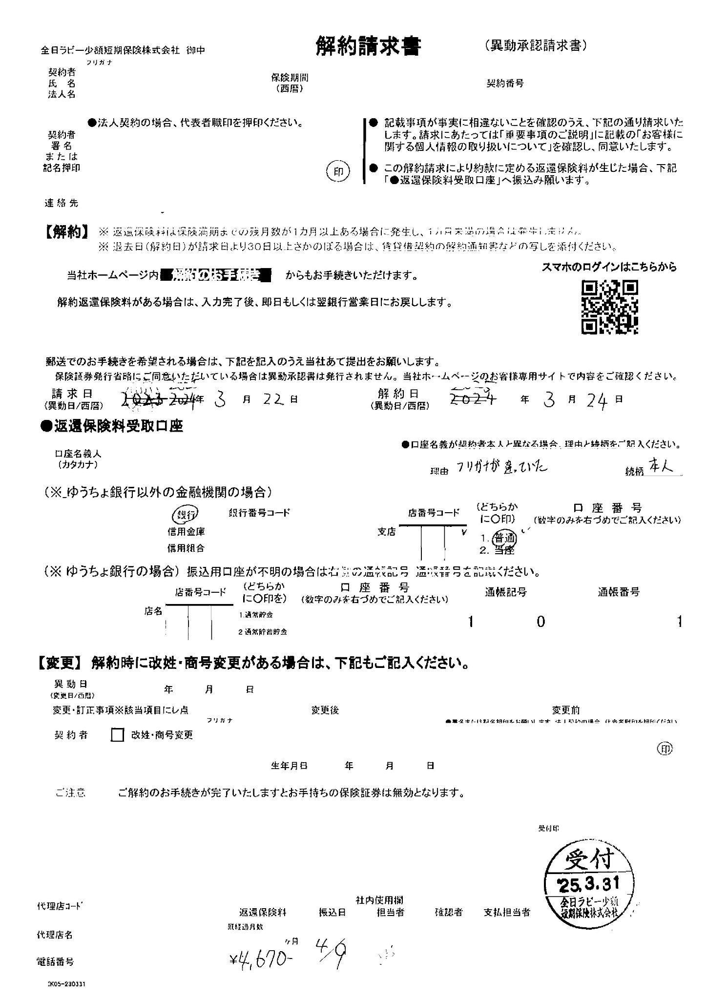 解約請求書
(異動承認請求書)
全日ラビー少額短期保険株式会社 御中
フリガナ
契約者
氏 名
法人名
保険期間
(西暦)
契約番号
●法人契約の場合、代表者職印を押印ください。
契約者
署名
または
記名押印
印
● 記載事項が事実に相違ないことを確認のうえ、下記の通り請求いた
します。請求にあたっては「重要事項のご説明」に記載の「お客様に
関する個人情報の取り扱いについて」を確認し、同意いたします。
● この解約請求により約款に定める返還保険料が生じた場合、下記
「●返還保険料受取口座」へ振込み願います。
連絡先
【解約】 ※ 返還保険料は保険満期までの残月数が1カ月以上ある場合に発生し、1カ月未満の場合は発生しません。
※ 退去日(解約日)が請求日より30日以上さかのぼる場合は、賃貸借契約の解約通知書などの写しを添付ください。
スマホのログインはこちらから
当社ホームページ内 解約のお手続き からもお手続きいただけます。
解約返還保険料がある場合は、入力完了後、即日もしくは翌銀行営業日にお戻しします。
郵送でのお手続きを希望される場合は、下記を記入のうえ当社あて提出をお願いします。
保険証券発行省略にご同意いただいている場合は異動承認書は発行されません。当社ホームページのお客様専用サイトで内容をご確認ください。
請求日 2023 2024年 3 月 22 日
(異動日/西暦)
解約日 2024 年 3 月 24 日
(異動日/西暦)
●返還保険料受取口座
●口座名義が契約者本人と異なる場合、理由と続柄をご記入ください。
口座名義人
(カタカナ)
理由 フリガナが違っていた 続柄 本人
(※ ゆうちょ銀行以外の金融機関の場合)
銀行
信用金庫
信用組合
銀行番号コード
支店
店番号コード
(どちらか
に〇印)
1. 普通
2. 当座
口座番号
(数字のみを右づめでご記入ください)
(※ ゆうちょ銀行の場合) 振込用口座が不明の場合は右側の通帳記号 通帳番号を記載ください。
店名
店番号コード
(どちらか
に〇印を)
1.通常貯金
2 通常貯蓄貯金
口座番号
(数字のみを右づめでご記入ください)
通帳記号
1 0
通帳番号
1
【変更】 解約時に改姓・商号変更がある場合は、下記もご記入ください。
異動日
(変更日/西暦)
年 月 日
変更・訂正事項※該当項目にレ点 変更後 変更前
フリガナ
●署名または記名押印をお願いします 法人契約の場合、代表者職印を押印ください
契約者 □ 改姓・商号変更
印
生年月日 年 月 日
ご注意 ご解約のお手続きが完了いたしますとお手持ちの保険証券は無効となります。
受付印
受付
'25.3.31
全日ラビー少額
短期保険株式会社
社内使用欄
代理店コード
返還保険料 振込日 担当者 確認者 支払担当者
既経過月数
代理店名
ヶ月
¥4,670- 4/9
電話番号
IK05-230331